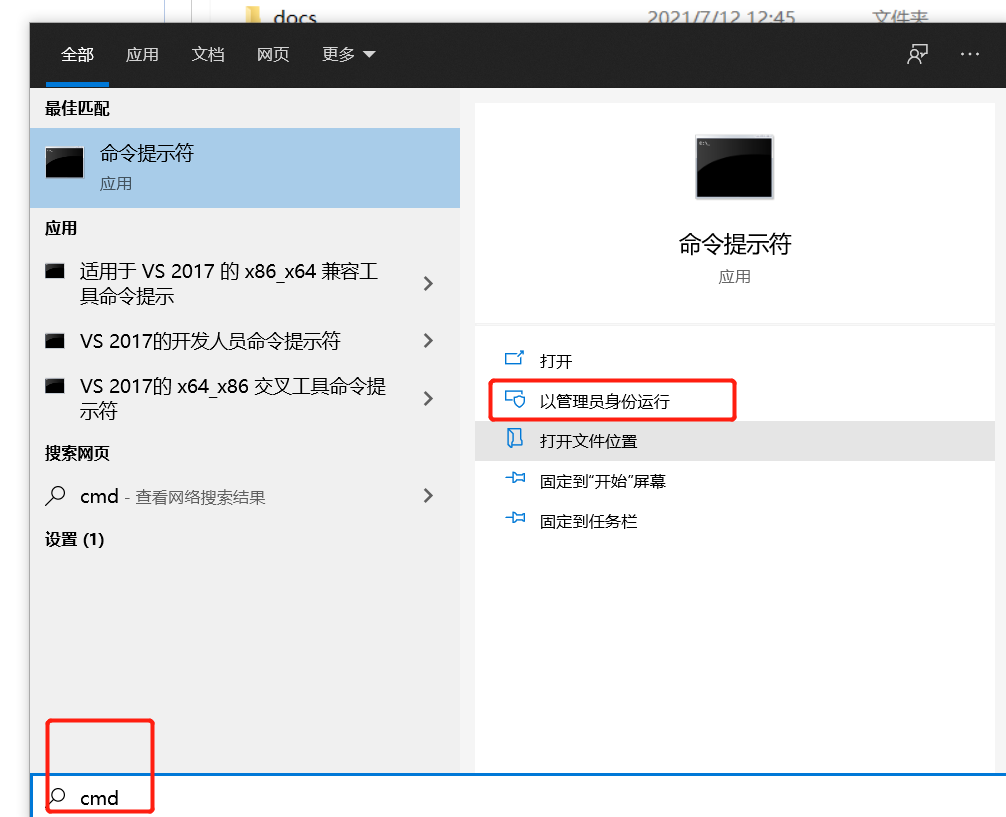 docs 2021/7/12 12:45 文件夹
全部 应用 文档 网页 更多
最佳匹配
命令提示符
应用
应用
适用于 VS 2017 的 x86_x64 兼容工
具命令提示
VS 2017的开发人员命令提示符
VS 2017的 x64_x86 交叉工具命令提
示符
搜索网页
cmd - 查看网络搜索结果
设置 (1)
命令提示符
应用
打开
以管理员身份运行
打开文件位置
固定到"开始"屏幕
固定到任务栏
cmd